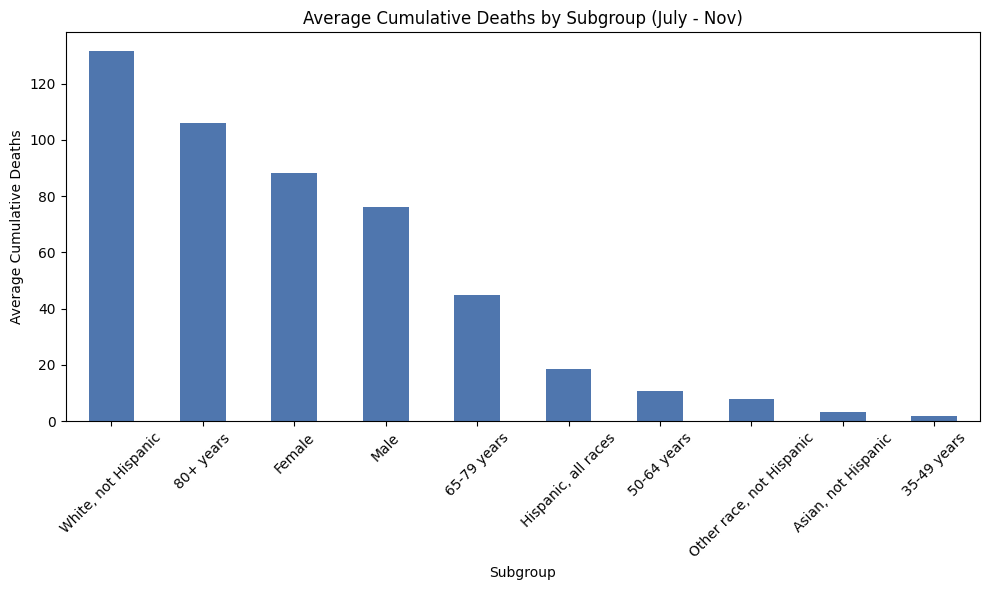 Average Cumulative Deaths by Subgroup (July - Nov)
Average Cumulative Deaths
120
100
80
60
40
20
0
White, not Hispanic
80+ years
Female
Male
65-79 years
Hispanic, all races
50-64 years
Other race, not Hispanic
Asian, not Hispanic
35-49 years
Subgroup